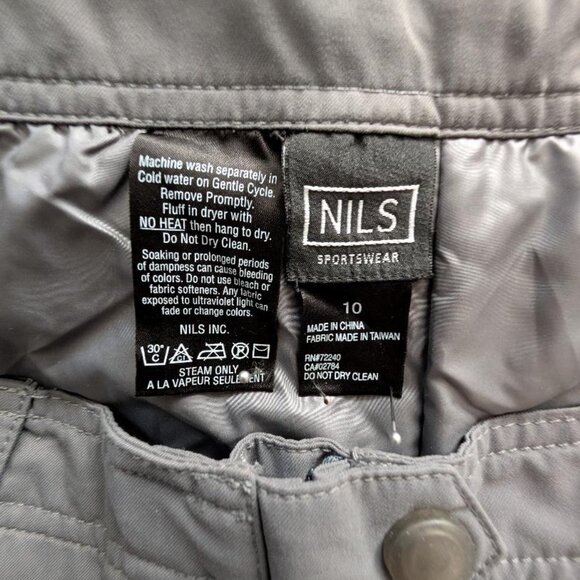 Machine wash separately in
Cold water on Gentle Cycle.
Remove Promptly.
Fluff in dryer with
NO HEAT then hang to dry.
Do Not Dry Clean.
Soaking or prolonged periods
of dampness can cause bleeding
of colors. Do not use bleach or
fabric softeners. Any fabric
exposed to ultraviolet light can
fade or change colors.
NILS INC.
30°
C
STEAM ONLY
A LA VAPEUR SEULEMENT
NILS
SPORTSWEAR
10
MADE IN CHINA
FABRIC MADE IN TAIWAN
RN#72240
CA#02784
DO NOT DRY CLEAN